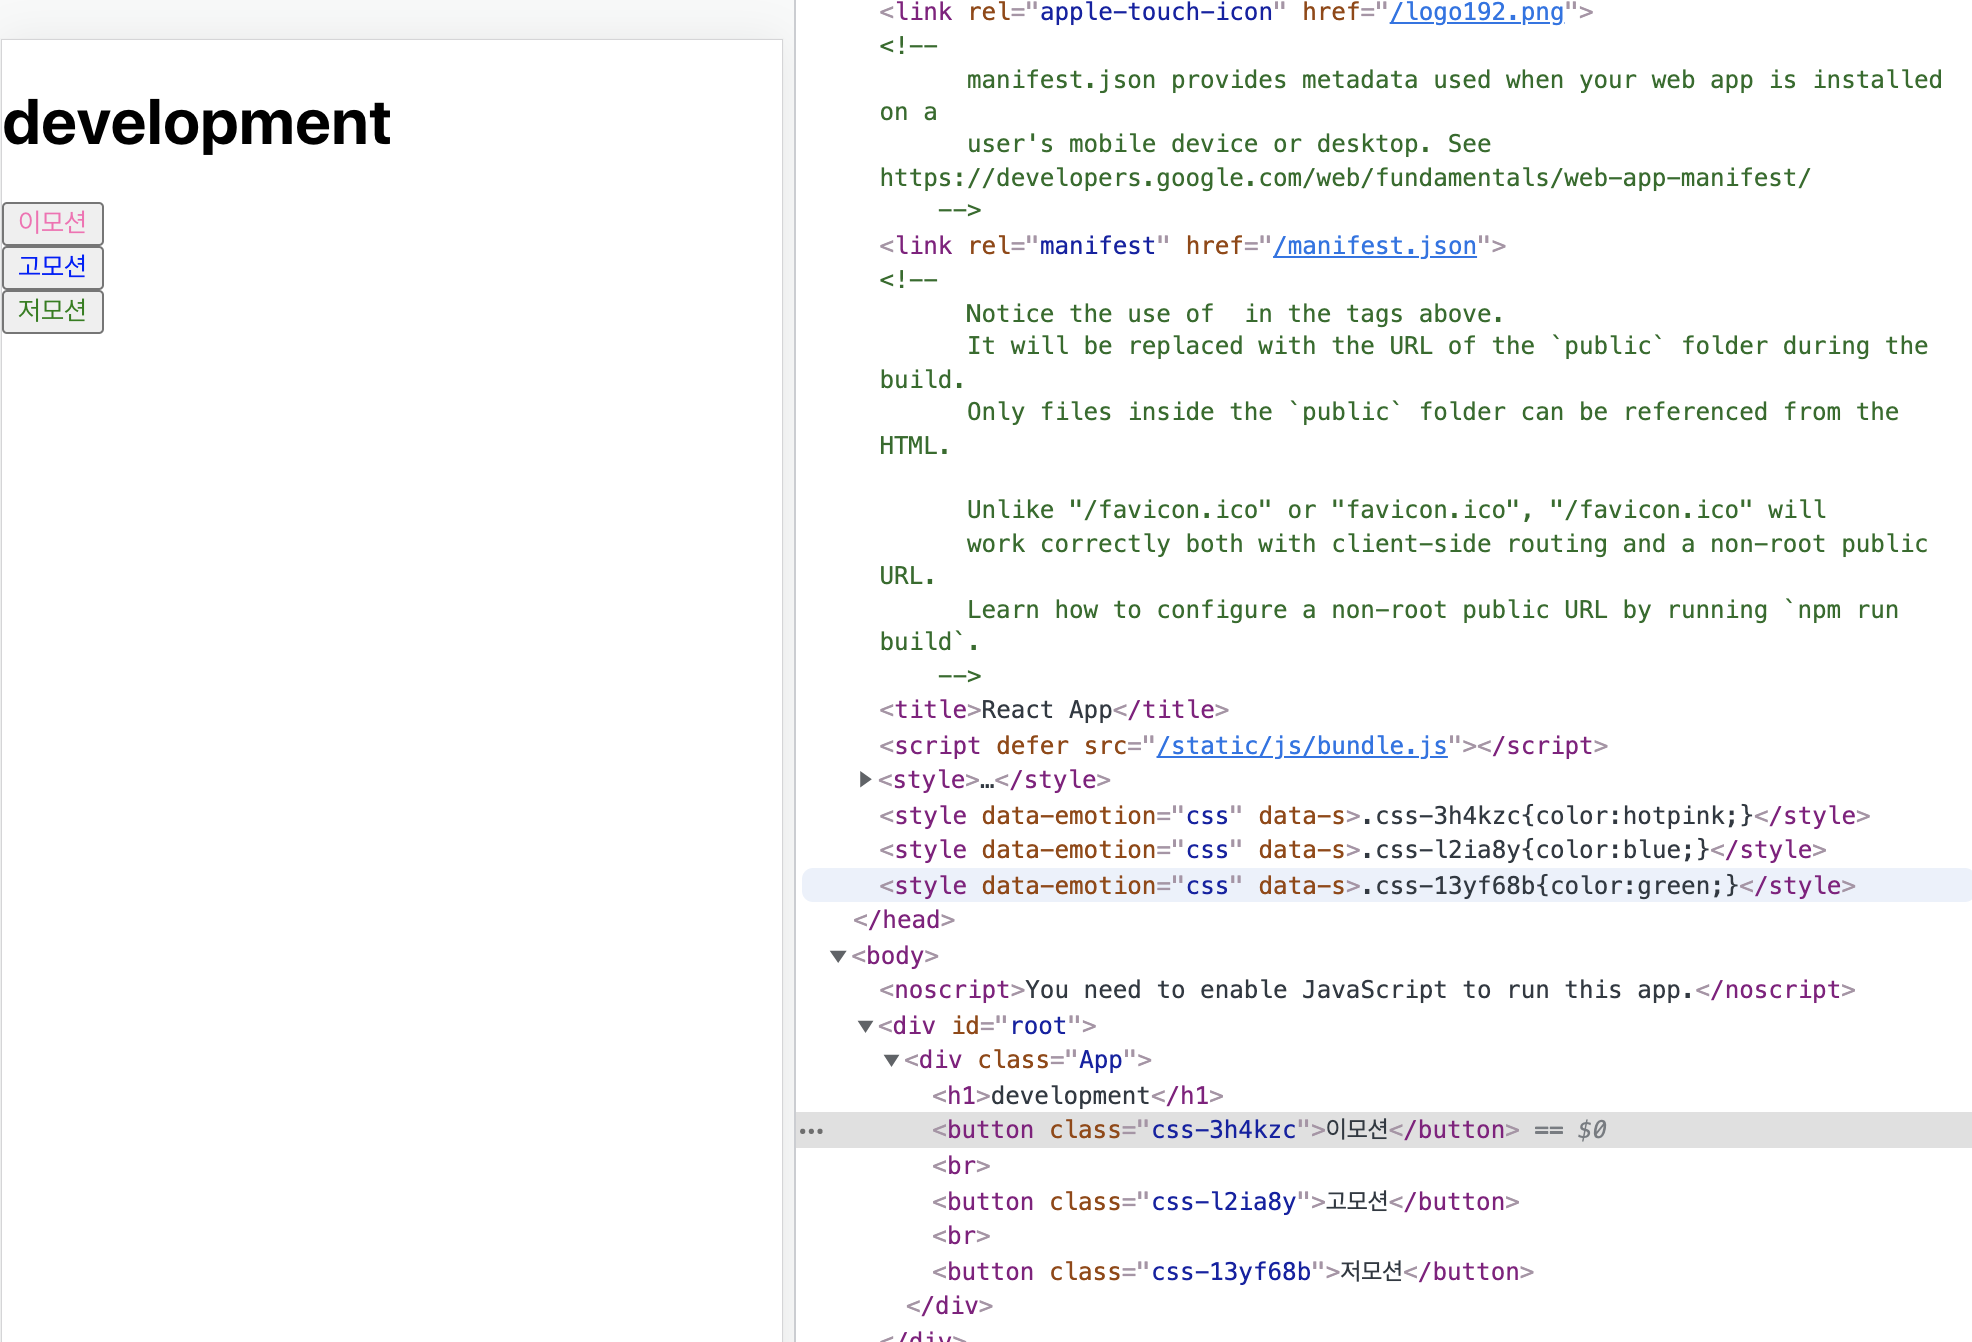 development
이모션
고모션
저모션
<link rel="apple-touch-icon" href="/logo192.png">
<!--
manifest.json provides metadata used when your web app is installed
on a
user's mobile device or desktop. See
https://developers.google.com/web/fundamentals/web-app-manifest/
-->
<link rel="manifest" href="/manifest.json">
<!--
Notice the use of  in the tags above.
It will be replaced with the URL of the `public` folder during the
build.
Only files inside the `public` folder can be referenced from the
HTML.
Unlike "/favicon.ico" or "favicon.ico", "/favicon.ico" will
work correctly both with client-side routing and a non-root public
URL.
Learn how to configure a non-root public URL by running `npm run
build`.
-->
<title>React App</title>
<script defer src="/static/js/bundle.js"></script>
<style>…</style>
<style data-emotion="css" data-s>.css-3h4kzc{color:hotpink;}</style>
<style data-emotion="css" data-s>.css-l2ia8y{color:blue;}</style>
<style data-emotion="css" data-s>.css-13yf68b{color:green;}</style>
</head>
<body>
<noscript>You need to enable JavaScript to run this app.</noscript>
<div id="root">
<div class="App">
<h1>development</h1>
<button class="css-3h4kzc">이모션</button> == $0
<br>
<button class="css-l2ia8y">고모션</button>
<br>
<button class="css-13yf68b">저모션</button>
</div>
</div>